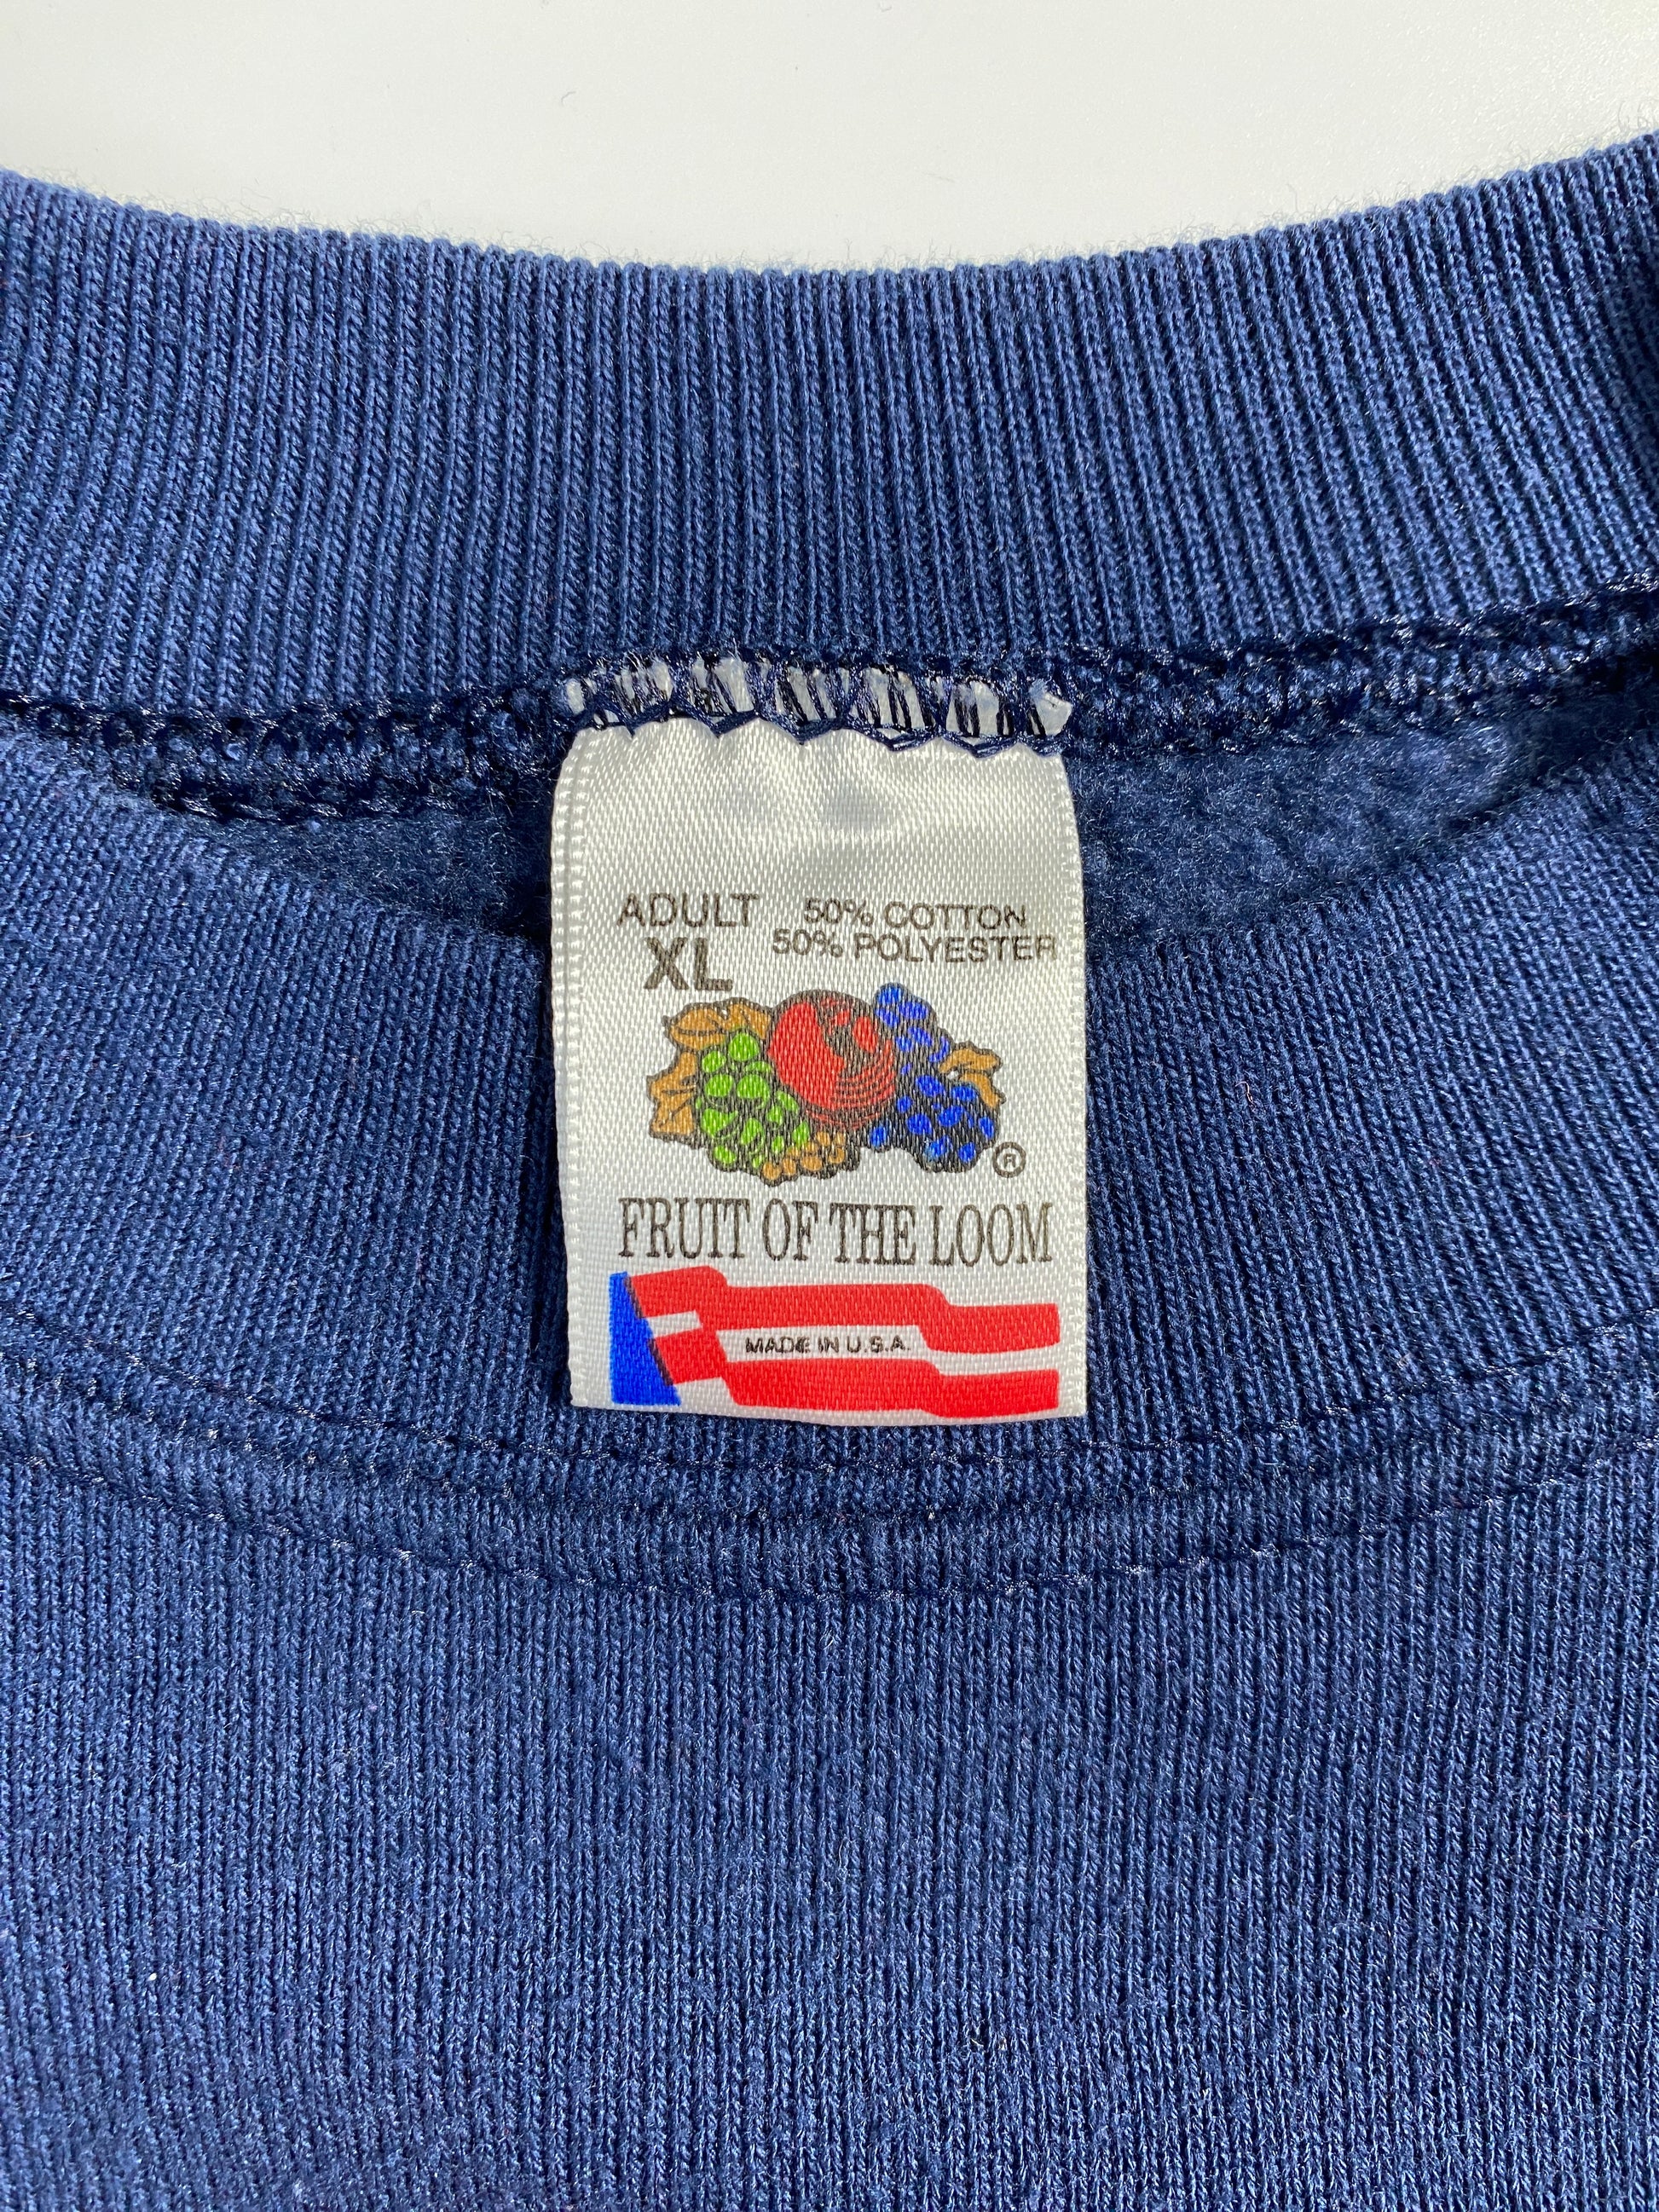 ADULT
XL
50% COTTON
50% POLYESTER
®
FRUIT OF THE LOOM
MADE IN U.S.A.